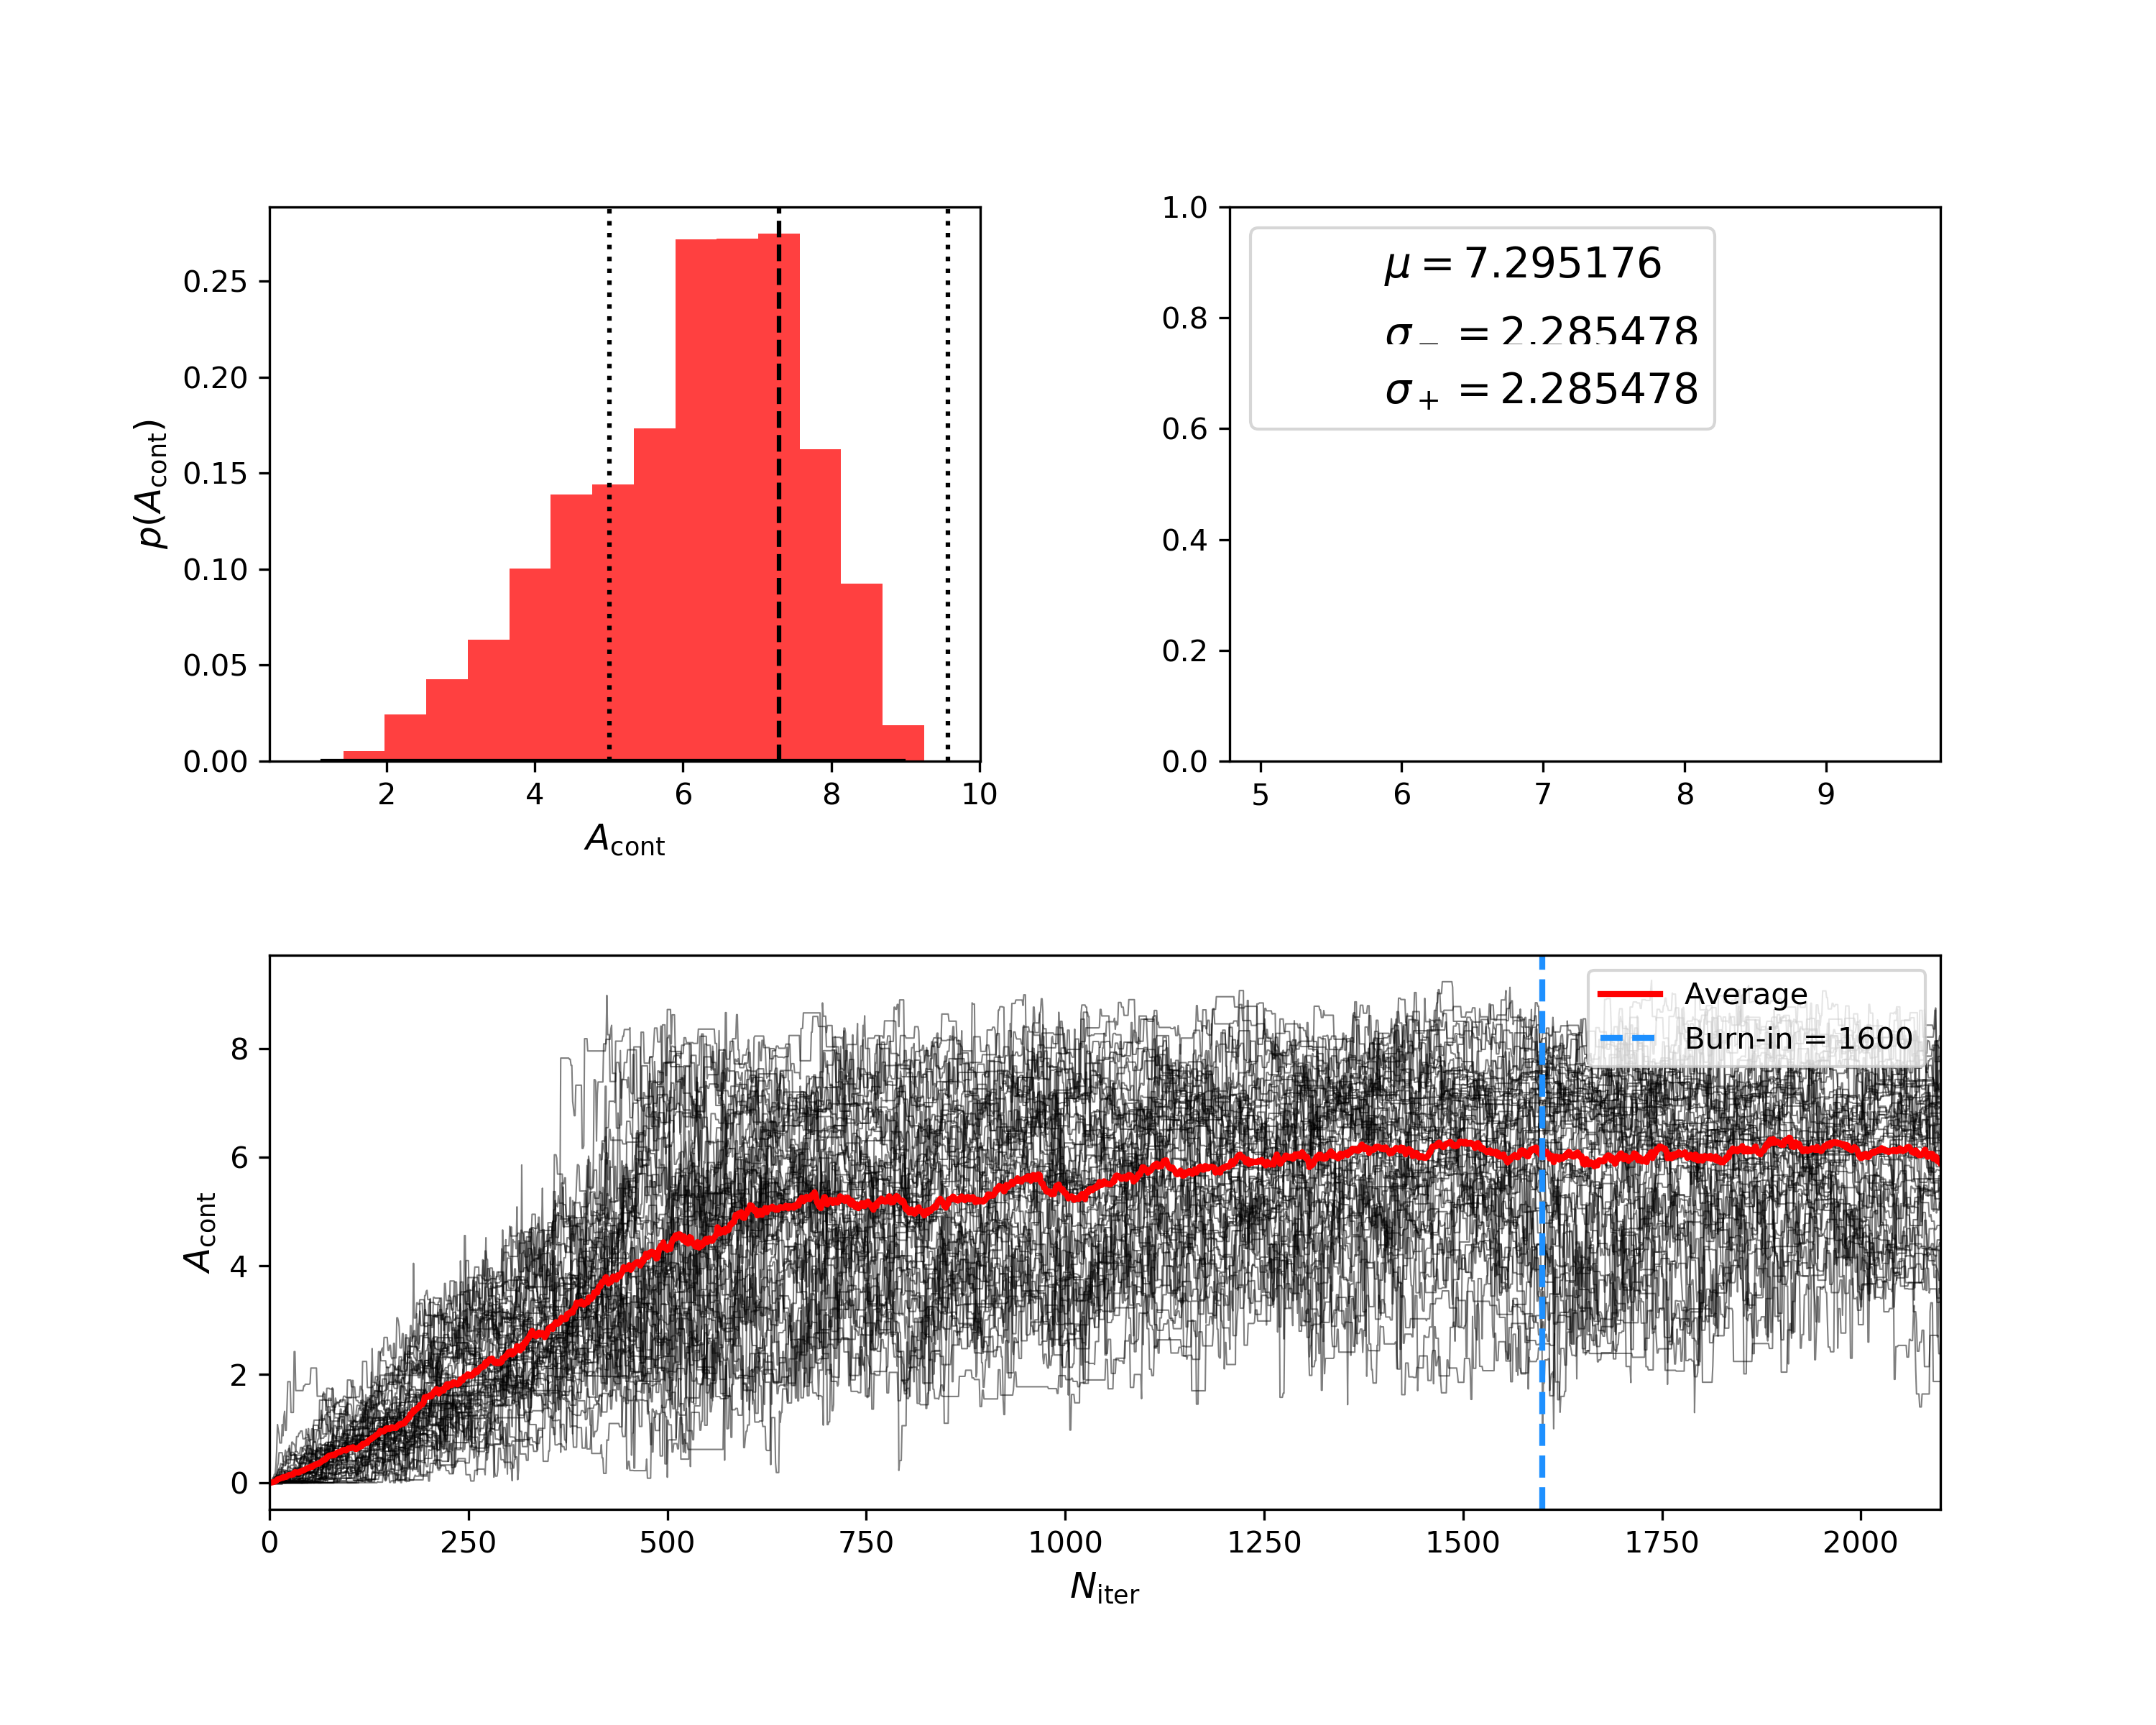 0.25
0.20
0.15
0.10
0.05
0.00
p(A_cont)
2 4 6 8 10
A_cont
1.0
0.8
0.6
0.4
0.2
0.0
5 6 7 8 9
μ = 7.295176
σ_− = 2.285478
σ_+ = 2.285478
8
6
4
2
0
A_cont
0 250 500 750 1000 1250 1500 1750 2000
N_iter
Average
Burn-in = 1600